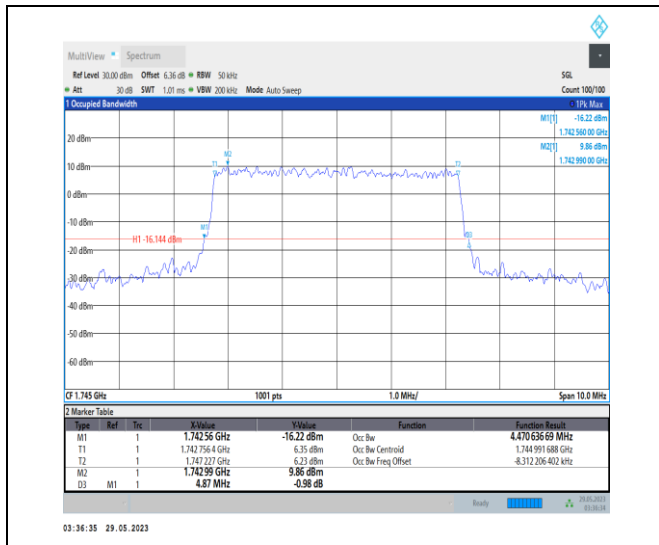 MultiView Spectrum
Ref Level 30.00 dBm Offset 6.36 dB RBW 50 kHz SGL
Att 30 dB SWT 1.01 ms VBW 200 kHz Mode Auto Sweep Count 100/100
1 Occupied Bandwidth 1Pk Max
M1[1] -16.22 dBm
1.742 560 00 GHz
M2[1] 9.86 dBm
1.742 990 00 GHz
20 dBm
M2
T1 T2
10 dBm
0 dBm
-10 dBm
M1
H1 -16.144 dBm
-20 dBm
-30 dBm
-40 dBm
-50 dBm
-60 dBm
CF 1.745 GHz 1001 pts 1.0 MHz/ Span 10.0 MHz
2 Marker Table
Type Ref Trc X-Value Y-Value Function Function Result
M1 1 1.742 56 GHz -16.22 dBm Occ Bw 4.470 636 69 MHz
T1 1 1.742 756 4 GHz 6.35 dBm Occ Bw Centroid 1.744 991 688 GHz
T2 1 1.747 227 GHz 6.23 dBm Occ Bw Freq Offset -8.312 206 402 kHz
M2 1 1.742 99 GHz 9.86 dBm
D3 M1 1 4.87 MHz -0.98 dB
Ready
03:36:35 29.05.2023